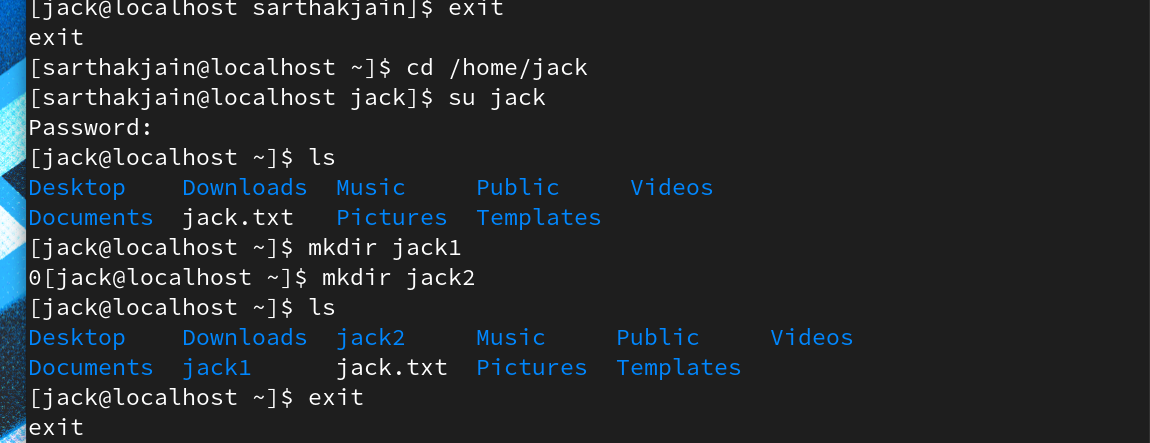 [jack@localhost sarthakjain]$ exit
exit
[sarthakjain@localhost ~]$ cd /home/jack
[sarthakjain@localhost jack]$ su jack
Password:
[jack@localhost ~]$ ls
Desktop    Downloads  Music     Public     Videos
Documents  jack.txt   Pictures  Templates
[jack@localhost ~]$ mkdir jack1
0[jack@localhost ~]$ mkdir jack2
[jack@localhost ~]$ ls
Desktop    Downloads  jack2     Music     Public     Videos
Documents  jack1      jack.txt  Pictures  Templates
[jack@localhost ~]$ exit
exit